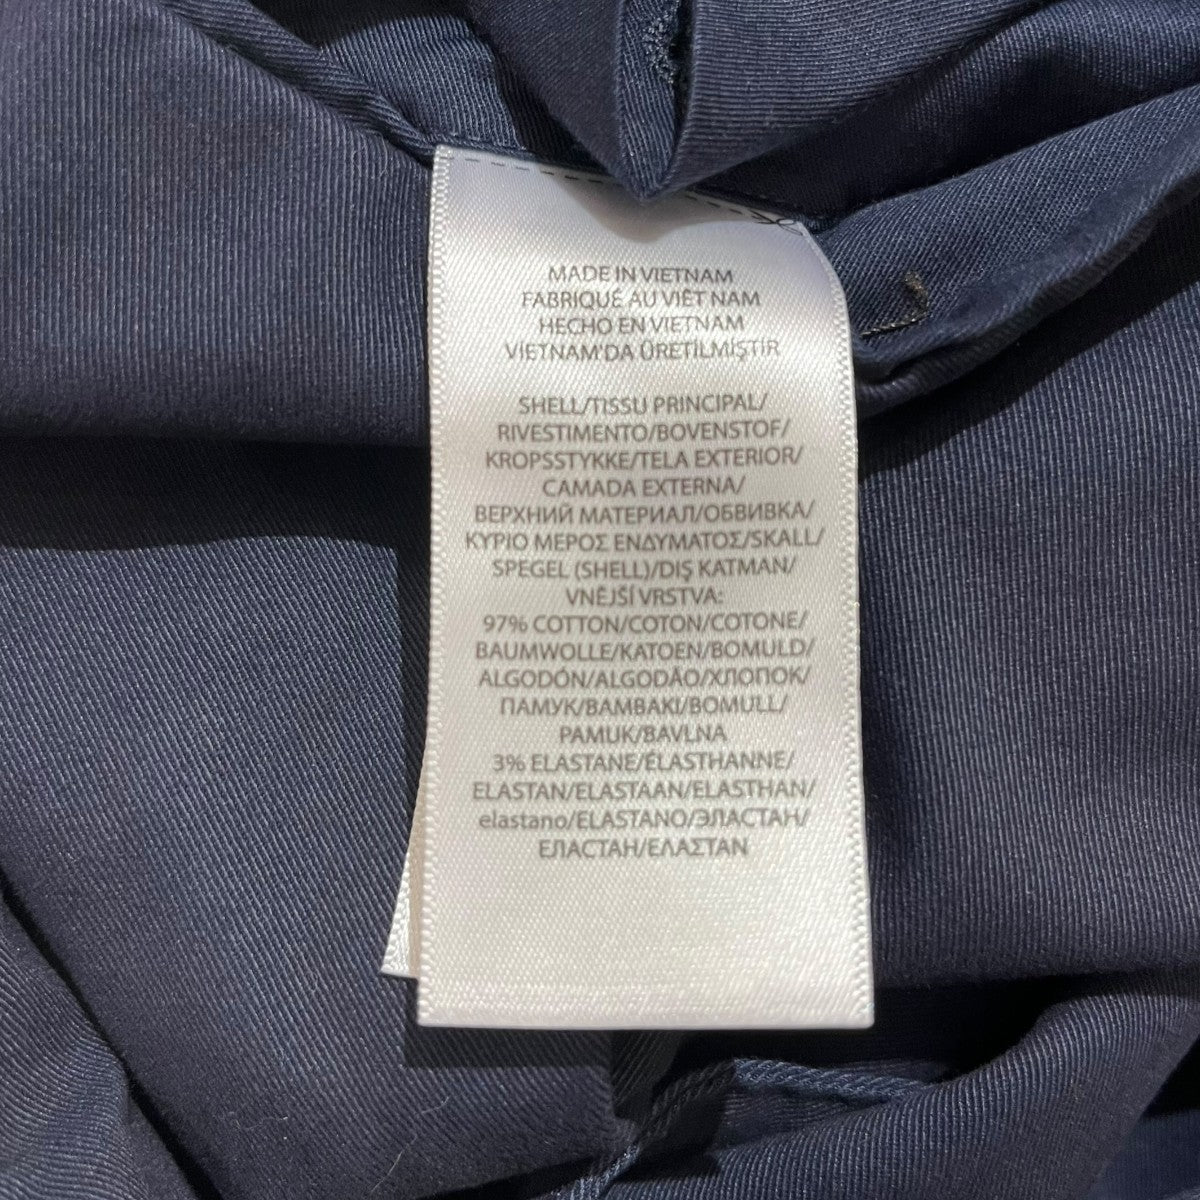 MADE IN VIETNAM
FABRIQUÉ AU VIÊT NAM
HECHO EN VIETNAM
VIETNAM'DA ÜRETİLMİŞTİR
SHELL/TISSU PRINCIPAL/
RIVESTIMENTO/BOVENSTOF/
KROPSSTYKKE/TELA EXTERIOR/
CAMADA EXTERNA/
ВЕРХНИЙ МАТЕРИАЛ/ОБВИВКА/
ΚΥΡΙΟ ΜΕΡΟΣ ΕΝΔΥΜΑΤΟΣ/SKALL/
SPEGEL (SHELL)/DIŞ KATMAN/
VNĚJŠÍ VRSTVA:
97% COTTON/COTON/COTONE/
BAUMWOLLE/KATOEN/BOMULD/
ALGODÓN/ALGODÃO/ХЛОПОК/
ПАМУК/ΒΑΜΒΑΚΙ/BOMULL/
PAMUK/BAVLNA
3% ELASTANE/ÉLASTHANNE/
ELASTAN/ELASTAAN/ELASTHAN/
elastano/ELASTANO/ЭЛАСТАН/
ЕЛАСТАН/ΕΛΑΣΤΑΝ